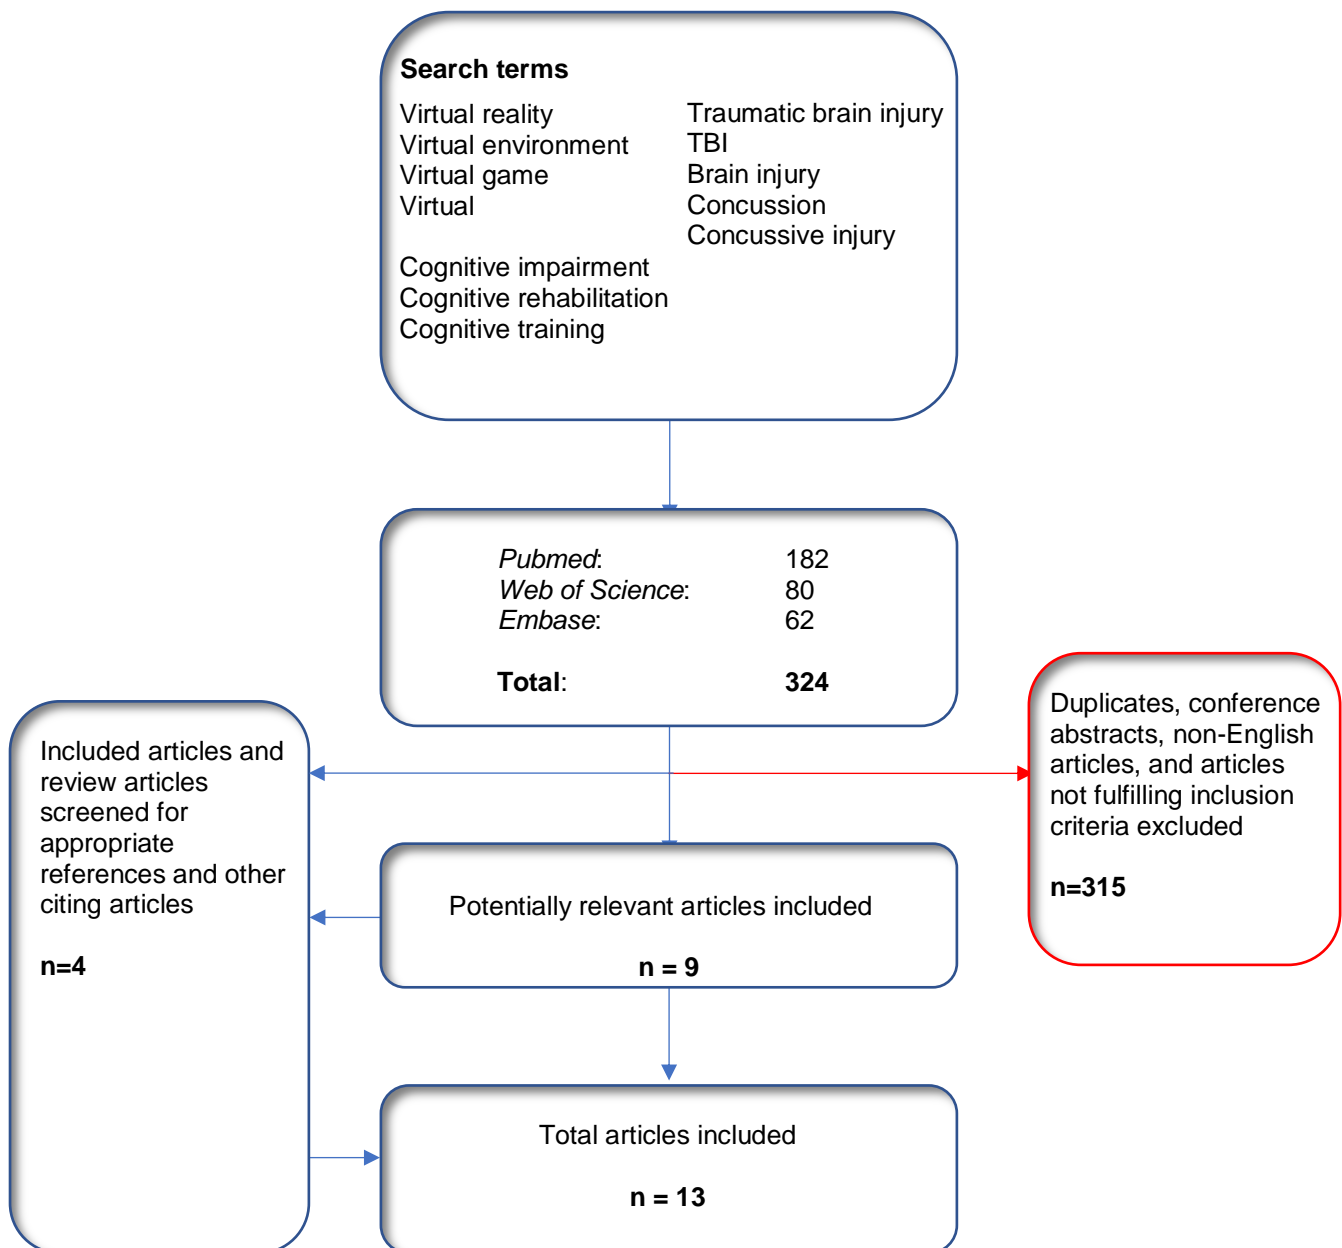 Search terms
Virtual reality
Virtual environment
Virtual game
Virtual
Cognitive impairment
Cognitive rehabilitation
Cognitive training
Traumatic brain injury
TBI
Brain injury
Concussion
Concussive injury
Pubmed: 182
Web of Science: 80
Embase: 62
Total: 324
Duplicates, conference
abstracts, non-English
articles, and articles
not fulfilling inclusion
criteria excluded
n=315
Included articles and
review articles
screened for
appropriate
references and other
citing articles
n=4
Potentially relevant articles included
n = 9
Total articles included
n = 13